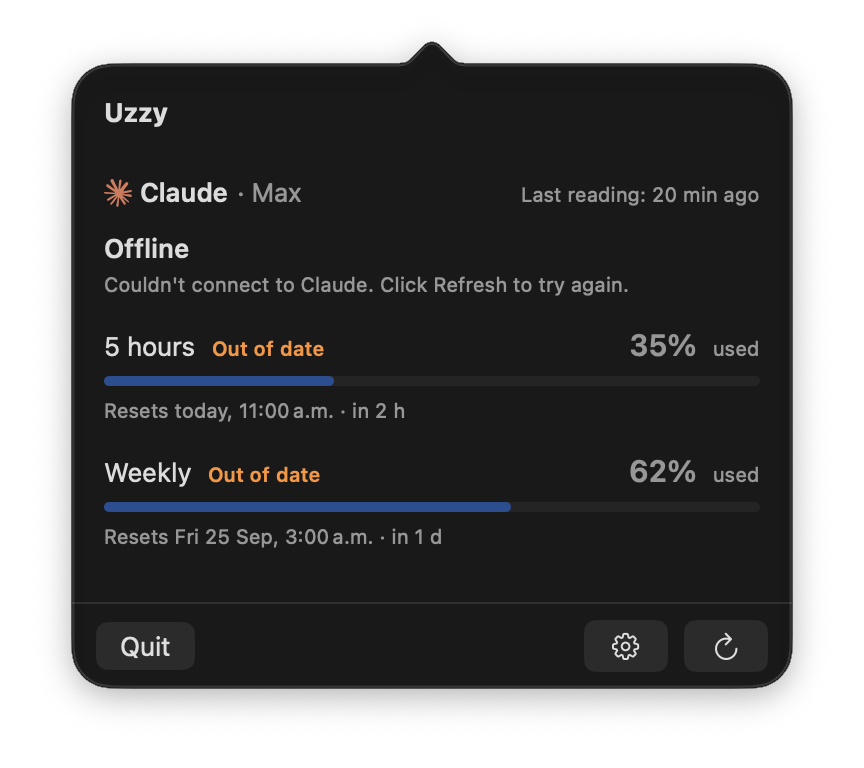 Uzzy
Claude · Max
Last reading: 20 min ago
Offline
Couldn't connect to Claude. Click Refresh to try again.
5 hours Out of date 35% used
Resets today, 11:00 a.m. · in 2 h
Weekly Out of date 62% used
Resets Fri 25 Sep, 3:00 a.m. · in 1 d
Quit